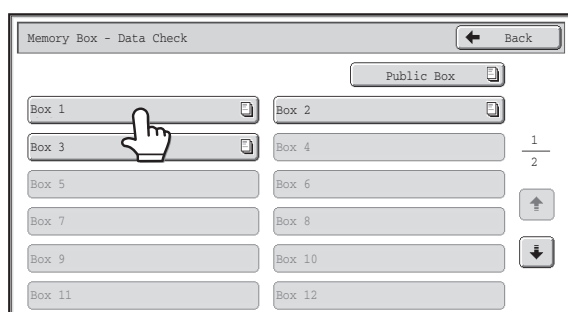 Memory Box - Data Check
Back
Public Box
Box 1
Box 2
Box 3
Box 4
1
2
Box 5
Box 6
Box 7
Box 8
Box 9
Box 10
Box 11
Box 12